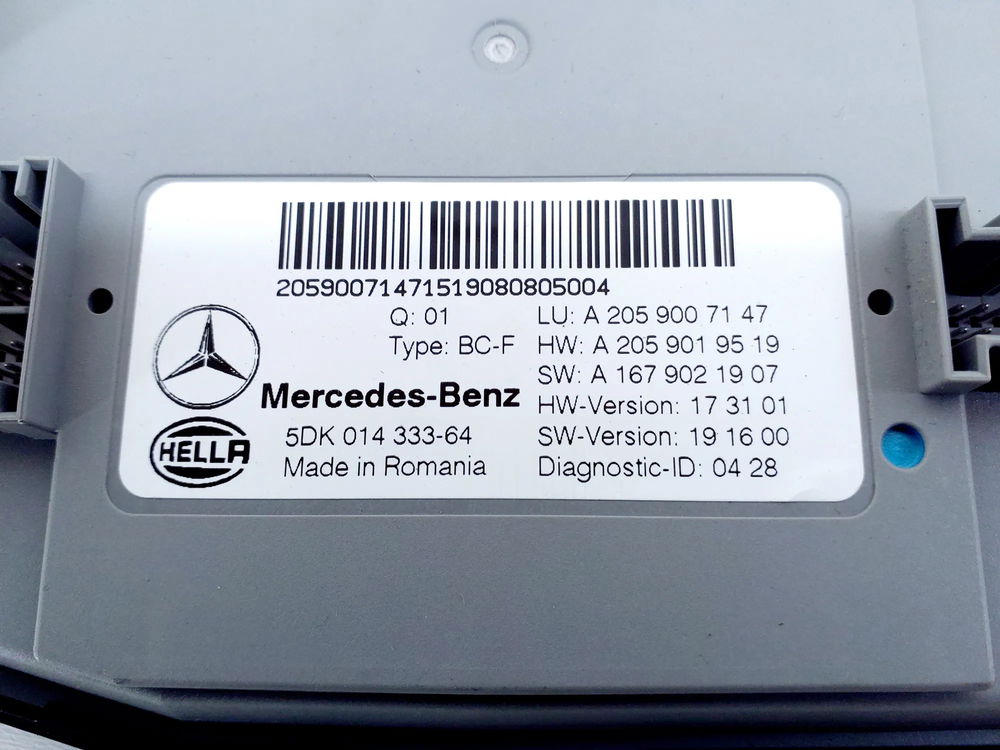 2059007147151908080​5004
Q: 01
Type: BC-F
LU: A 205 900 71 47
HW: A 205 901 95 19
SW: A 167 902 19 07
HW-Version: 17 31 01
SW-Version: 19 16 00
Diagnostic-ID: 04 28
Mercedes-Benz
HELLA
5DK 014 333-64
Made in Romania